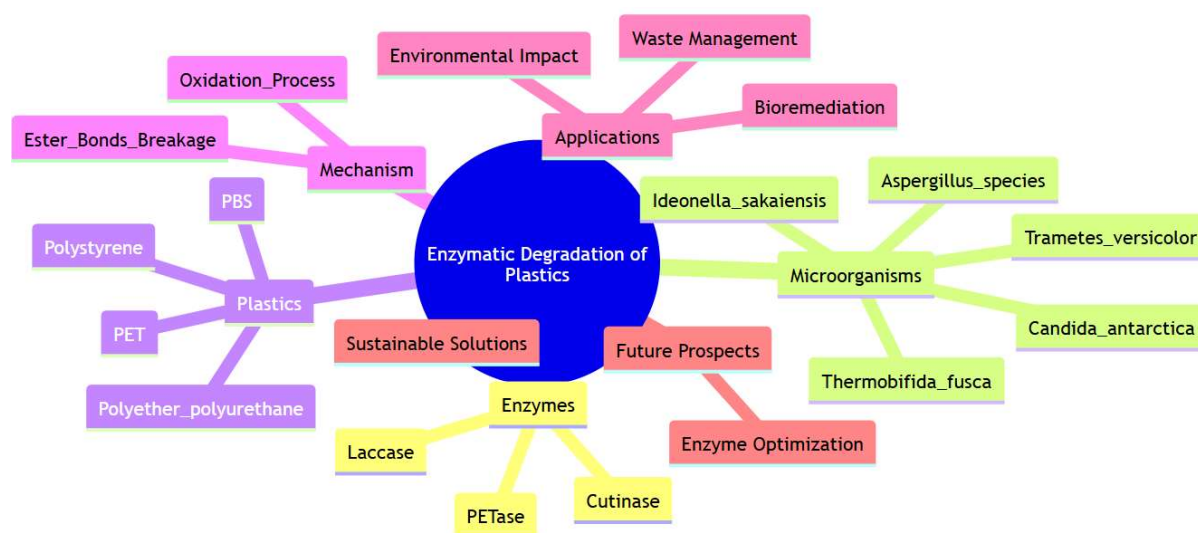 Waste Management
Environmental Impact
Oxidation_Process
Bioremediation
Applications
Ester_Bonds_Breakage
Mechanism
Aspergillus_species
Ideonella_sakaiensis
PBS
Trametes_versicolor
Polystyrene
Enzymatic Degradation of
Plastics
Microorganisms
Plastics
Candida_antarctica
PET
Sustainable Solutions
Future Prospects
Thermobifida_fusca
Polyether_polyurethane
Enzymes
Enzyme Optimization
Laccase
Cutinase
PETase